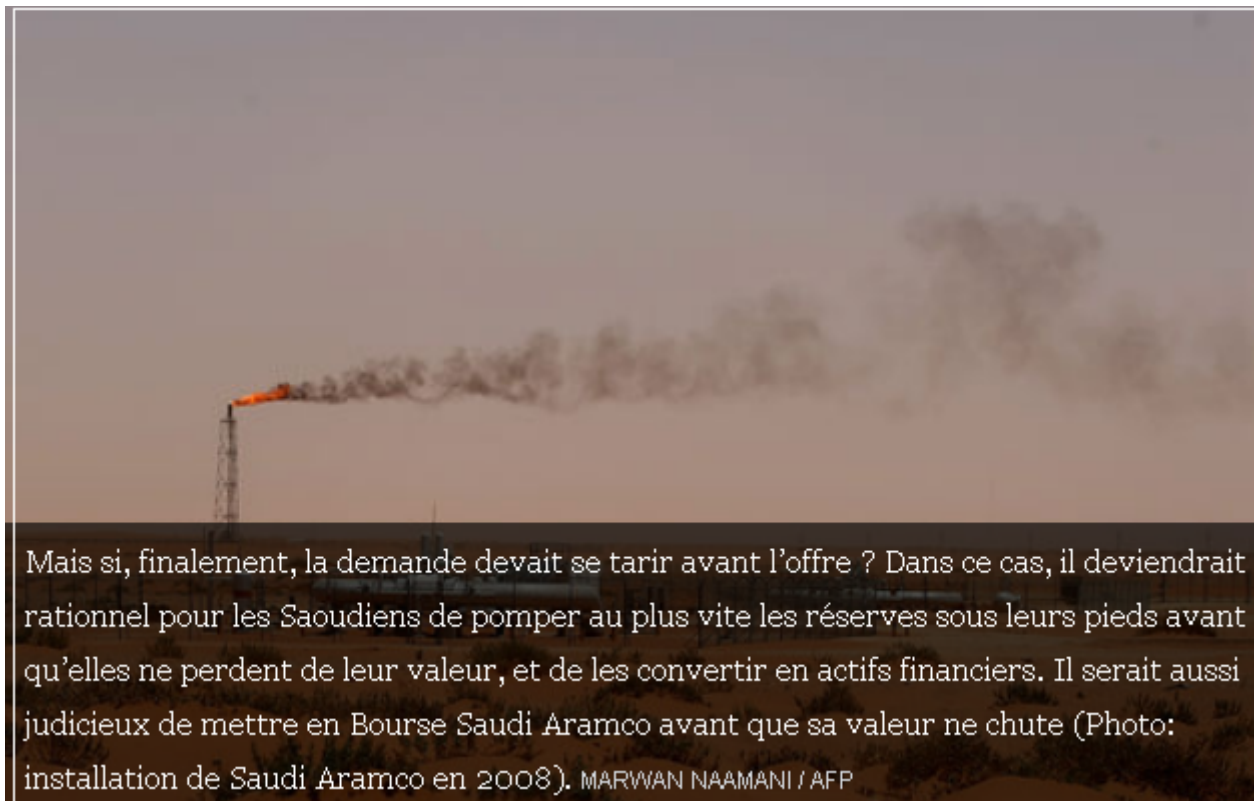 Mais si, finalement, la demande devait se tarir avant l'offre ? Dans ce cas, il deviendrait
rationnel pour les Saoudiens de pomper au plus vite les réserves sous leurs pieds avant
qu'elles ne perdent de leur valeur, et de les convertir en actifs financiers. Il serait aussi
judicieux de mettre en Bourse Saudi Aramco avant que sa valeur ne chute (Photo:
installation de Saudi Aramco en 2008). MARWAN NAAMANI / AFP